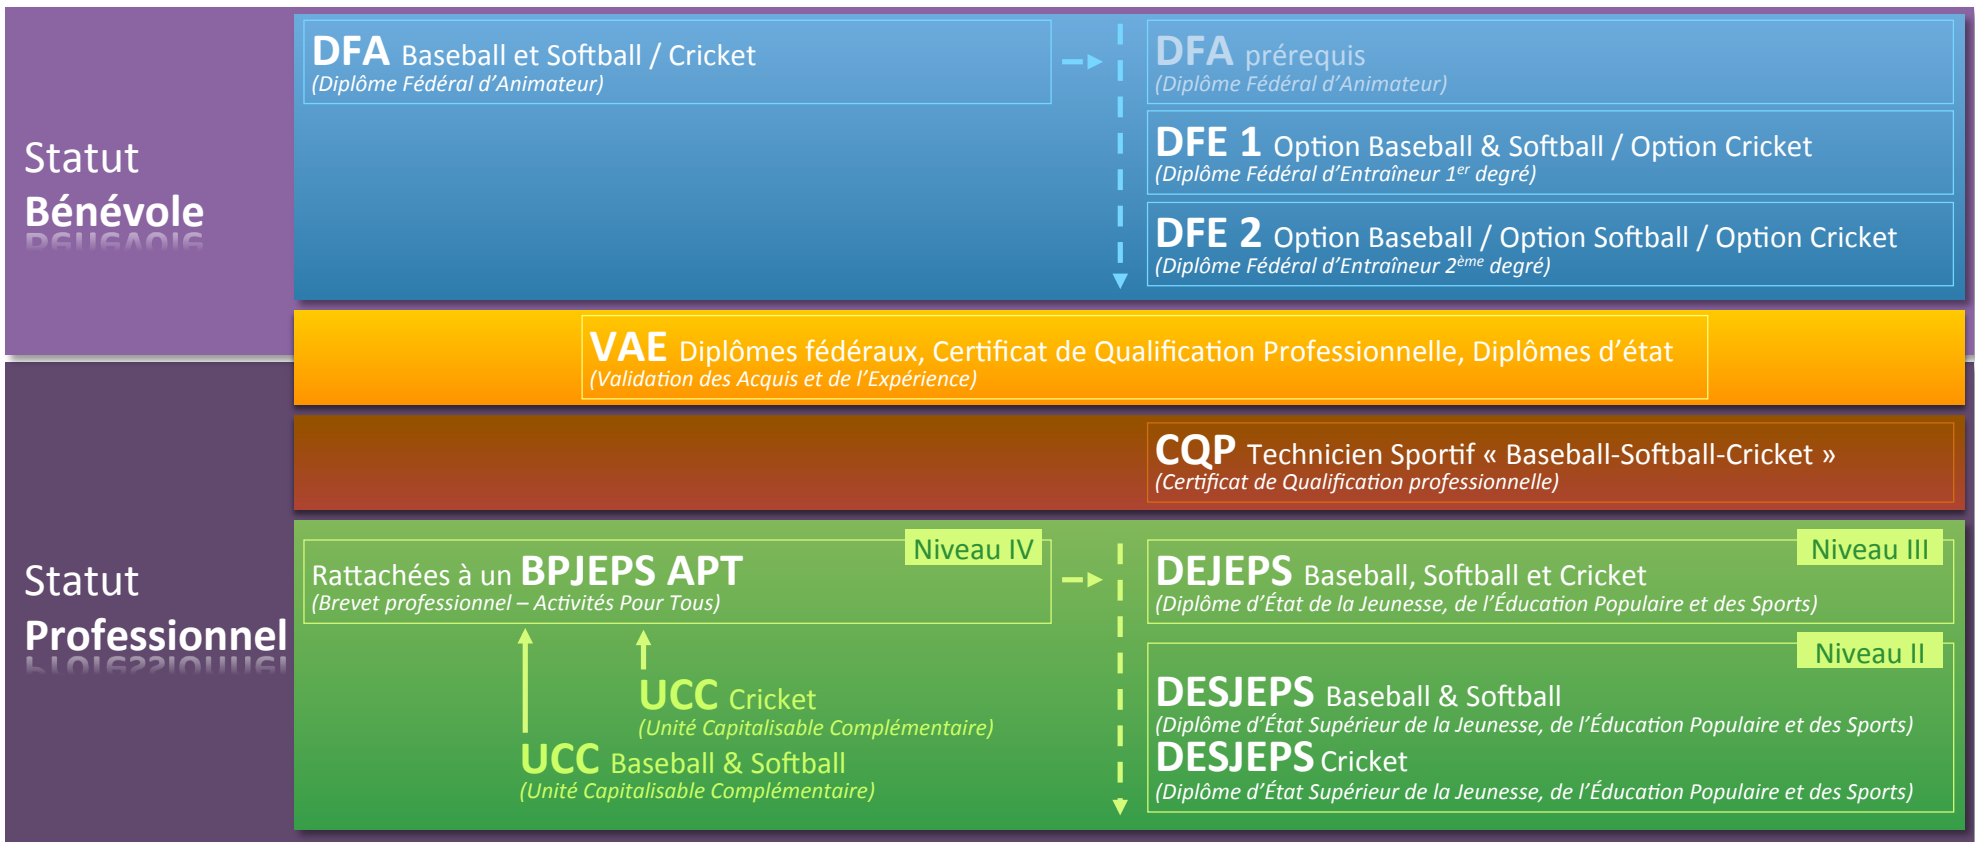 Statut
Bénévole
DFA Baseball et Softball / Cricket
(Diplôme Fédéral d’Animateur)
DFA prérequis
(Diplôme Fédéral d’Animateur)
DFE 1 Option Baseball & Softball / Option Cricket
(Diplôme Fédéral d’Entraîneur 1er degré)
DFE 2 Option Baseball / Option Softball / Option Cricket
(Diplôme Fédéral d’Entraîneur 2ème degré)
VAE Diplômes fédéraux, Certificat de Qualification Professionnelle, Diplômes d’état
(Validation des Acquis et de l’Expérience)
CQP Technicien Sportif « Baseball-Softball-Cricket »
(Certificat de Qualification professionnelle)
Statut
Professionnel
Niveau IV
Rattachées à un BPJEPS APT
(Brevet professionnel – Activités Pour Tous)
UCC Cricket
(Unité Capitalisable Complémentaire)
UCC Baseball & Softball
(Unité Capitalisable Complémentaire)
Niveau III
DEJEPS Baseball, Softball et Cricket
(Diplôme d’État de la Jeunesse, de l’Éducation Populaire et des Sports)
Niveau II
DESJEPS Baseball & Softball
(Diplôme d’État Supérieur de la Jeunesse, de l’Éducation Populaire et des Sports)
DESJEPS Cricket
(Diplôme d’État Supérieur de la Jeunesse, de l’Éducation Populaire et des Sports)